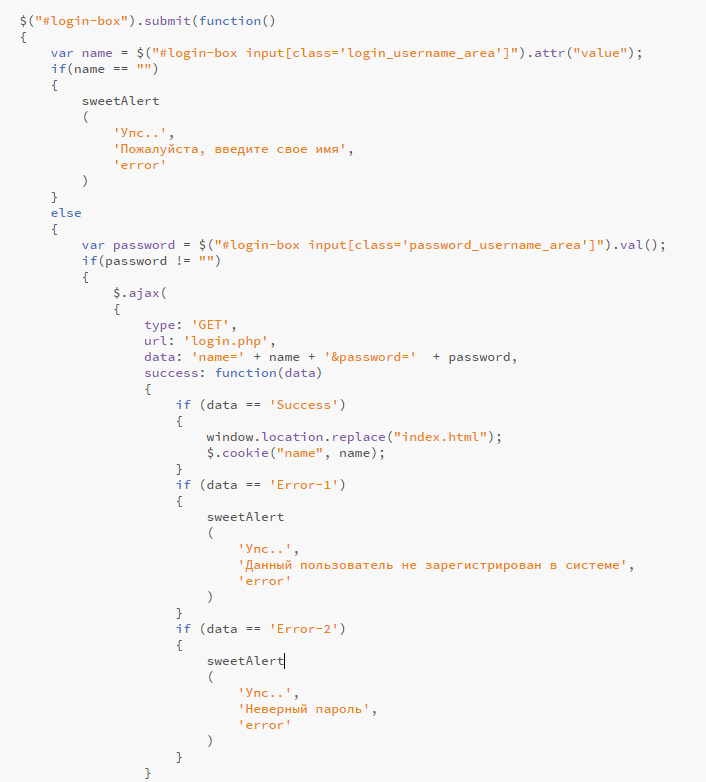 $("#login-box").submit(function()
{
    var name = $("#login-box input[class='login_username_area']").attr("value");
    if(name == "")
    {
        sweetAlert
        (
            'Упс..',
            'Пожалуйста, введите свое имя',
            'error'
        )
    }
    else
    {
        var password = $("#login-box input[class='password_username_area']").val();
        if(password != "")
        {
            $.ajax(
            {
                type: 'GET',
                url: 'login.php',
                data: 'name=' + name + '&password='  + password,
                success: function(data)
                {
                    if (data == 'Success')
                    {
                        window.location.replace("index.html");
                        $.cookie("name", name);
                    }
                    if (data == 'Error-1')
                    {
                        sweetAlert
                        (
                            'Упс..',
                            'Данный пользователь не зарегистрирован в системе',
                            'error'
                        )
                    }
                    if (data == 'Error-2')
                    {
                        sweetAlert
                        (
                            'Упс..',
                            'Неверный пароль',
                            'error'
                        )
                    }
                }